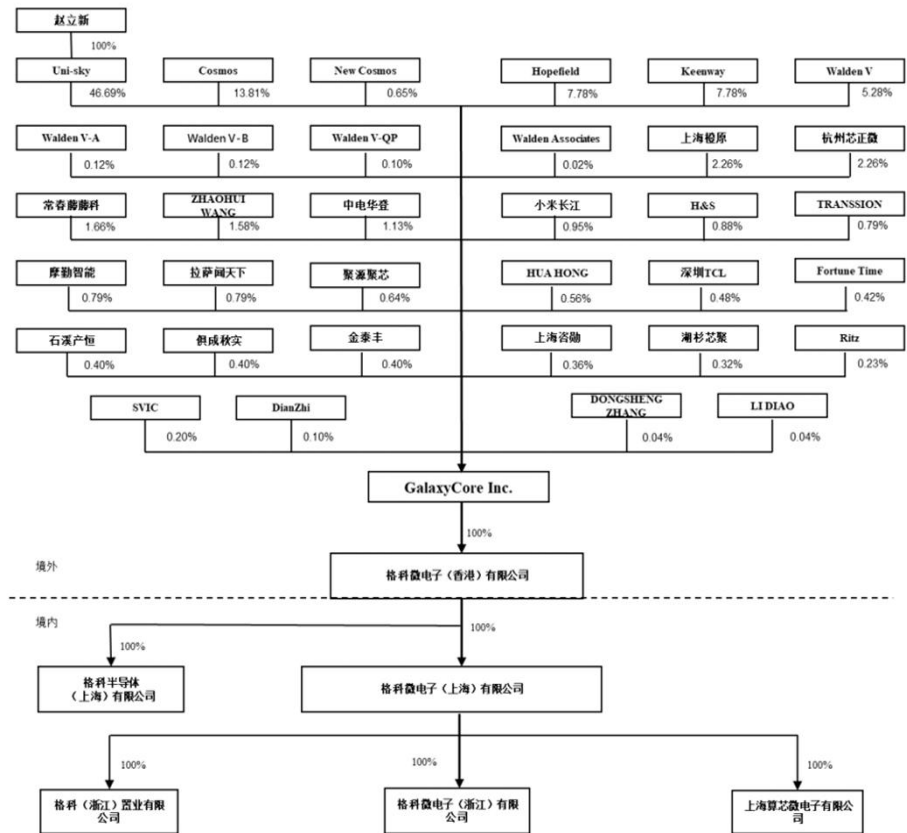 赵立新
100%
Uni-sky Cosmos New Cosmos Hopefield Keenway Walden V
46.69% 13.81% 0.65% 7.78% 7.78% 5.28%
Walden V-A Walden V-B Walden V-QP Walden Associates 上海橙原 杭州芯正微
0.12% 0.12% 0.10% 0.02% 2.26% 2.26%
常春藤藤科 ZHAOHUI WANG 中电华登 小米长江 H&S TRANSSION
1.66% 1.58% 1.13% 0.95% 0.88% 0.79%
摩勤智能 拉萨闻天下 聚源聚芯 HUA HONG 深圳TCL Fortune Time
0.79% 0.79% 0.64% 0.56% 0.48% 0.42%
石溪产恒 俱成秋实 金泰丰 上海咨勋 湖杉芯聚 Ritz
0.40% 0.40% 0.40% 0.36% 0.32% 0.23%
SVIC DianZhi DONGSHENG ZHANG LI DIAO
0.20% 0.10% 0.04% 0.04%
GalaxyCore Inc.
100%
境外
格科微电子（香港）有限公司
境内
100%
100%
格科半导体
（上海）有限公司
格科微电子（上海）有限公司
100% 100% 100%
格科（浙江）置业有限
公司
格科微电子（浙江）有限
公司
上海算芯微电子有限公
司